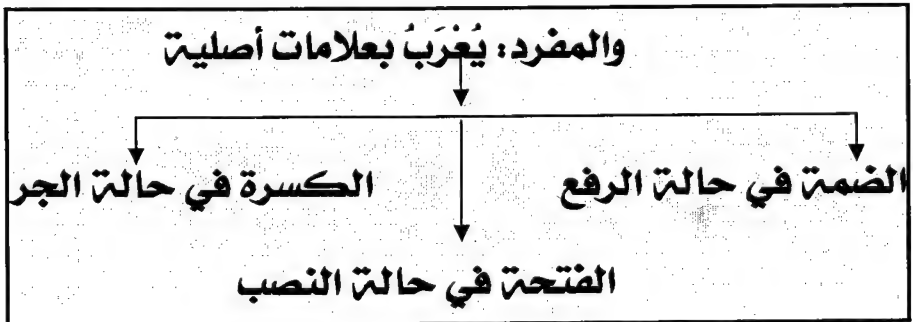 والمفرد: يُعْرَبُ بعلامات أصلية
الضمة في حالة الرفع
الكسرة في حالة الجر
الفتحة في حالة النصب